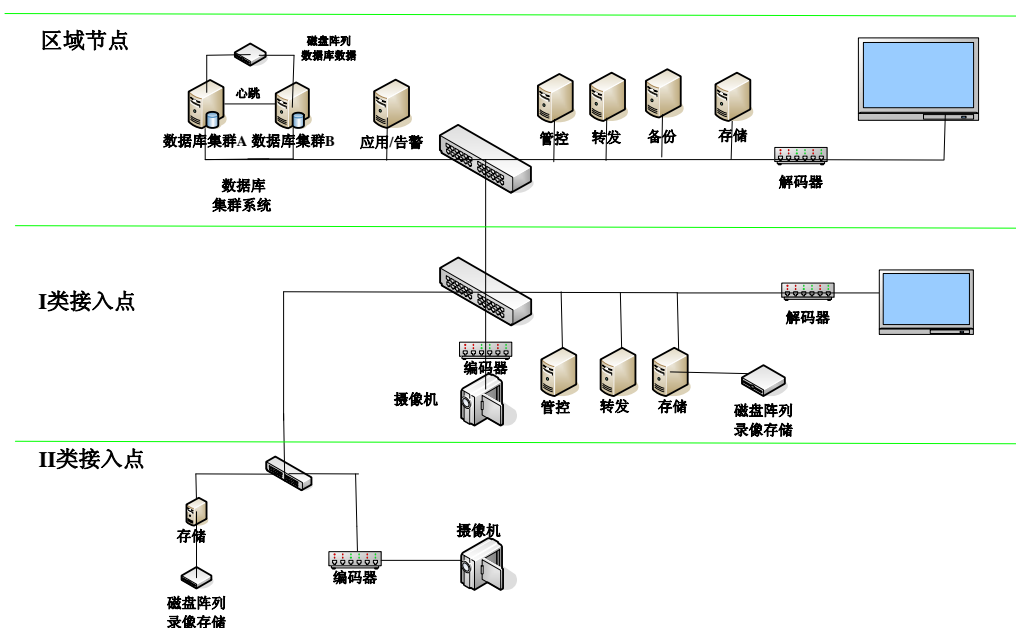 区域节点
磁盘阵列
数据库数据
心跳
数据库集群A
数据库集群B
应用/告警
管控
转发
备份
存储
解码器
数据库
集群系统
I类接入点
解码器
编码器
摄像机
管控
转发
存储
磁盘阵列
录像存储
II类接入点
存储
摄像机
编码器
磁盘阵列
录像存储